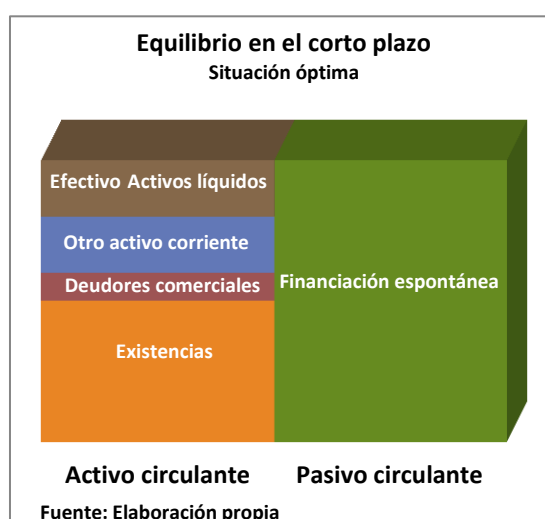 Equilibrio en el corto plazo
Situación óptima
Efectivo Activos líquidos
Otro activo corriente
Deudores comerciales
Financiación espontánea
Existencias
Activo circulante
Pasivo circulante
Fuente: Elaboración propia